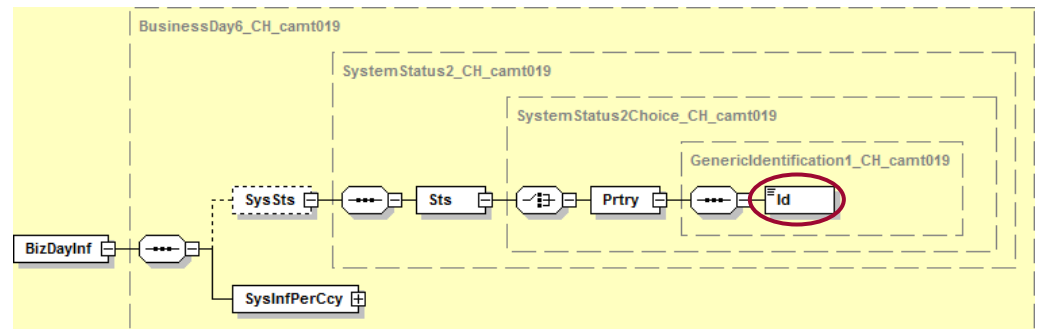 BusinessDay6_CH_camt019
SystemStatus2_CH_camt019
SystemStatus2Choice_CH_camt019
GenericIdentification1_CH_camt019
SysSts
Sts
Prtry
Id
BizDayInf
SysInfPerCcy